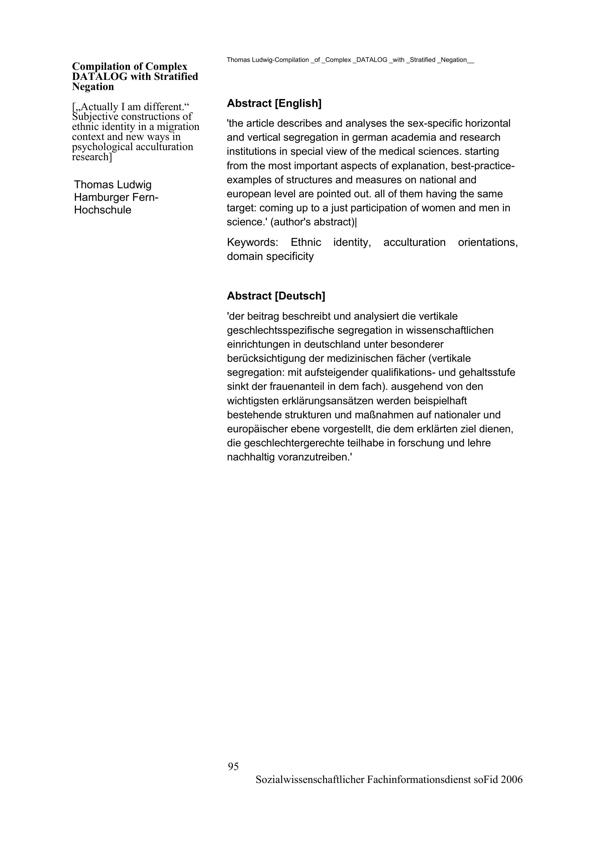 Thomas Ludwig-Compilation _of _Complex _DATALOG _with _Stratified _Negation__
Compilation of Complex
DATALOG with Stratified
Negation
[„Actually I am different.“
Subjective constructions of
ethnic identity in a migration
context and new ways in
psychological acculturation
research]
Thomas Ludwig
Hamburger Fern-
Hochschule
Abstract [English]
'the article describes and analyses the sex-specific horizontal
and vertical segregation in german academia and research
institutions in special view of the medical sciences. starting
from the most important aspects of explanation, best-practice-
examples of structures and measures on national and
european level are pointed out. all of them having the same
target: coming up to a just participation of women and men in
science.' (author's abstract)|
Keywords: Ethnic identity, acculturation orientations,
domain specificity
Abstract [Deutsch]
'der beitrag beschreibt und analysiert die vertikale
geschlechtsspezifische segregation in wissenschaftlichen
einrichtungen in deutschland unter besonderer
berücksichtigung der medizinischen fächer (vertikale
segregation: mit aufsteigender qualifikations- und gehaltsstufe
sinkt der frauenanteil in dem fach). ausgehend von den
wichtigsten erklärungsansätzen werden beispielhaft
bestehende strukturen und maßnahmen auf nationaler und
europäischer ebene vorgestellt, die dem erklärten ziel dienen,
die geschlechtergerechte teilhabe in forschung und lehre
nachhaltig voranzutreiben.'
95
Sozialwissenschaftlicher Fachinformationsdienst soFid 2006